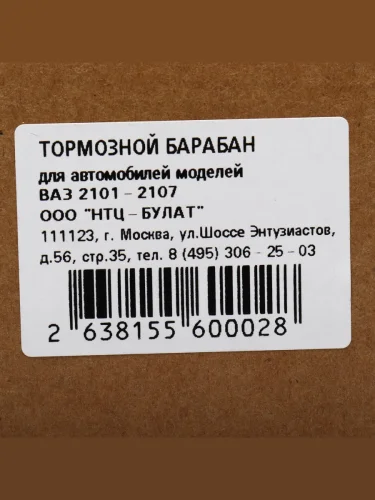 ТОРМОЗНОЙ БАРАБАН
для автомобилей моделей
ВАЗ 2101 – 2107
ООО "НТЦ – БУЛАТ"
111123, г. Москва, ул.Шоссе Энтузиастов,
д.56, стр.35, тел. 8 (495) 306 – 25 – 03
2 638155 600028